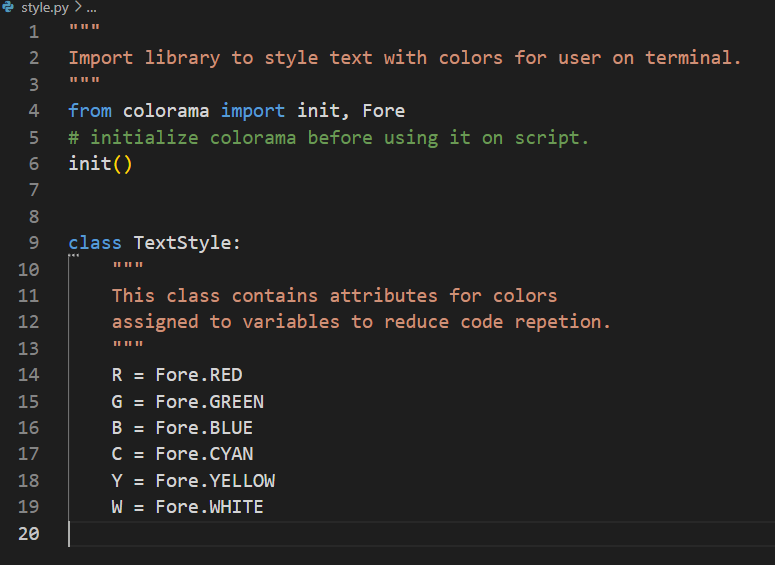 style.py > ...
1 """
2 Import library to style text with colors for user on terminal.
3 """
4 from colorama import init, Fore
5 # initialize colorama before using it on script.
6 init()
7
8
9 class TextStyle:
10     """
11     This class contains attributes for colors
12     assigned to variables to reduce code repetion.
13     """
14     R = Fore.RED
15     G = Fore.GREEN
16     B = Fore.BLUE
17     C = Fore.CYAN
18     Y = Fore.YELLOW
19     W = Fore.WHITE
20